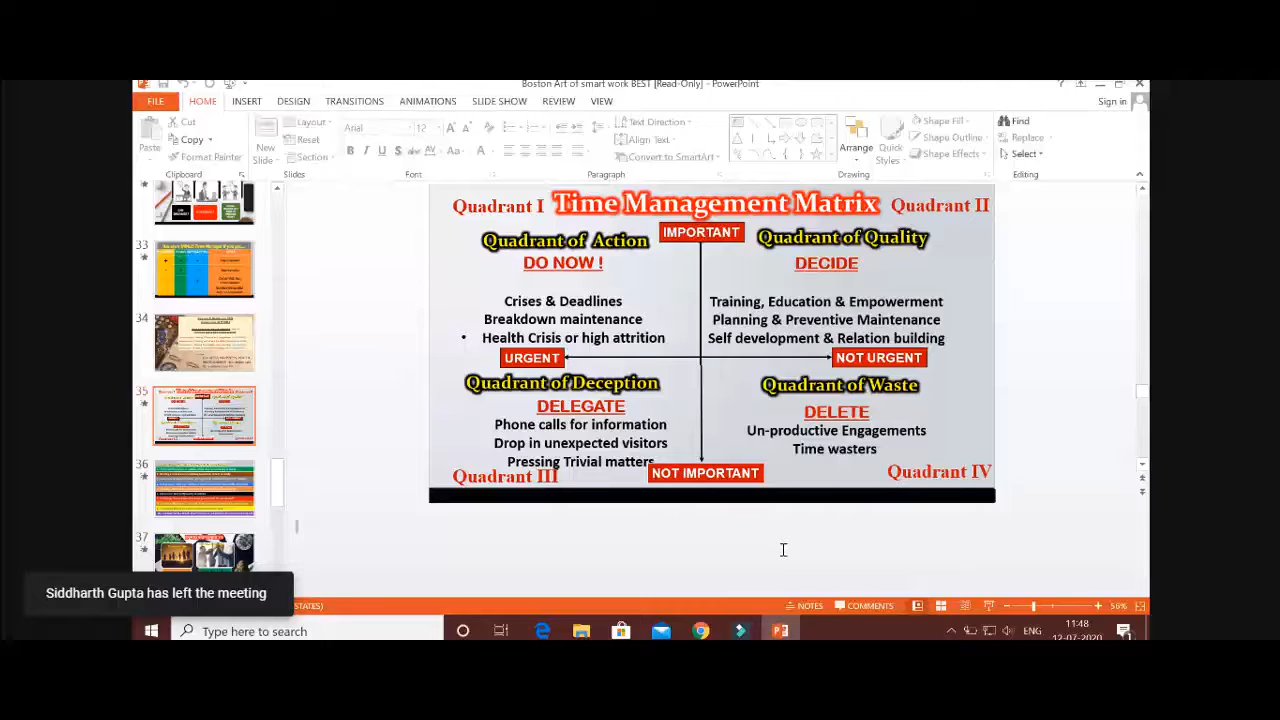 Boston Art of smart work BEST [Read-Only] - PowerPoint
FILE HOME INSERT DESIGN TRANSITIONS ANIMATIONS SLIDE SHOW REVIEW VIEW Sign in
Paste
Cut
Copy
Format Painter
Clipboard
New Slide
Layout
Reset
Section
Slides
Arial 12
B I U S abc AV Aa A
Font
Text Direction
Align Text
Convert to SmartArt
Paragraph
Arrange
Quick Styles
Shape Fill
Shape Outline
Shape Effects
Drawing
Find
Replace
Select
Editing
33
34
35
36
37
Quadrant I Time Management Matrix Quadrant II
IMPORTANT
Quadrant of Action
DO NOW !
Crises & Deadlines
Breakdown maintenance
• Health Crisis or high attrition
Quadrant of Quality
DECIDE
Training, Education & Empowerment
Planning & Preventive Maintenance
Self development & Relation building
URGENT NOT URGENT
Quadrant of Deception
DELEGATE
Phone calls for information
Drop in unexpected visitors
Pressing Trivial matters
Quadrant III
Quadrant of Waste
DELETE
Un-productive Engagements
Time wasters
NOT IMPORTANT
Quadrant IV
Siddharth Gupta has left the meeting
STATES)
NOTES COMMENTS 56%
Type here to search
ENG
11:48
12-07-2020